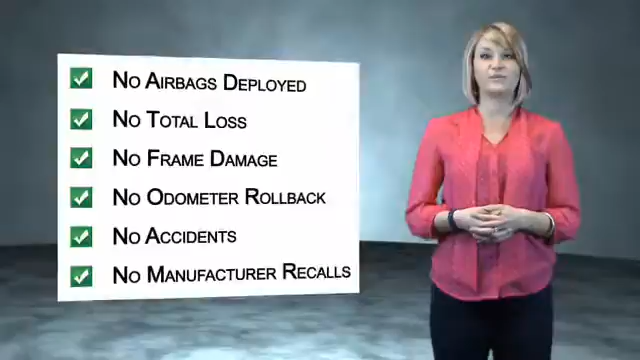 No Airbags Deployed
No Total Loss
No Frame Damage
No Odometer Rollback
No Accidents
No Manufacturer Recalls